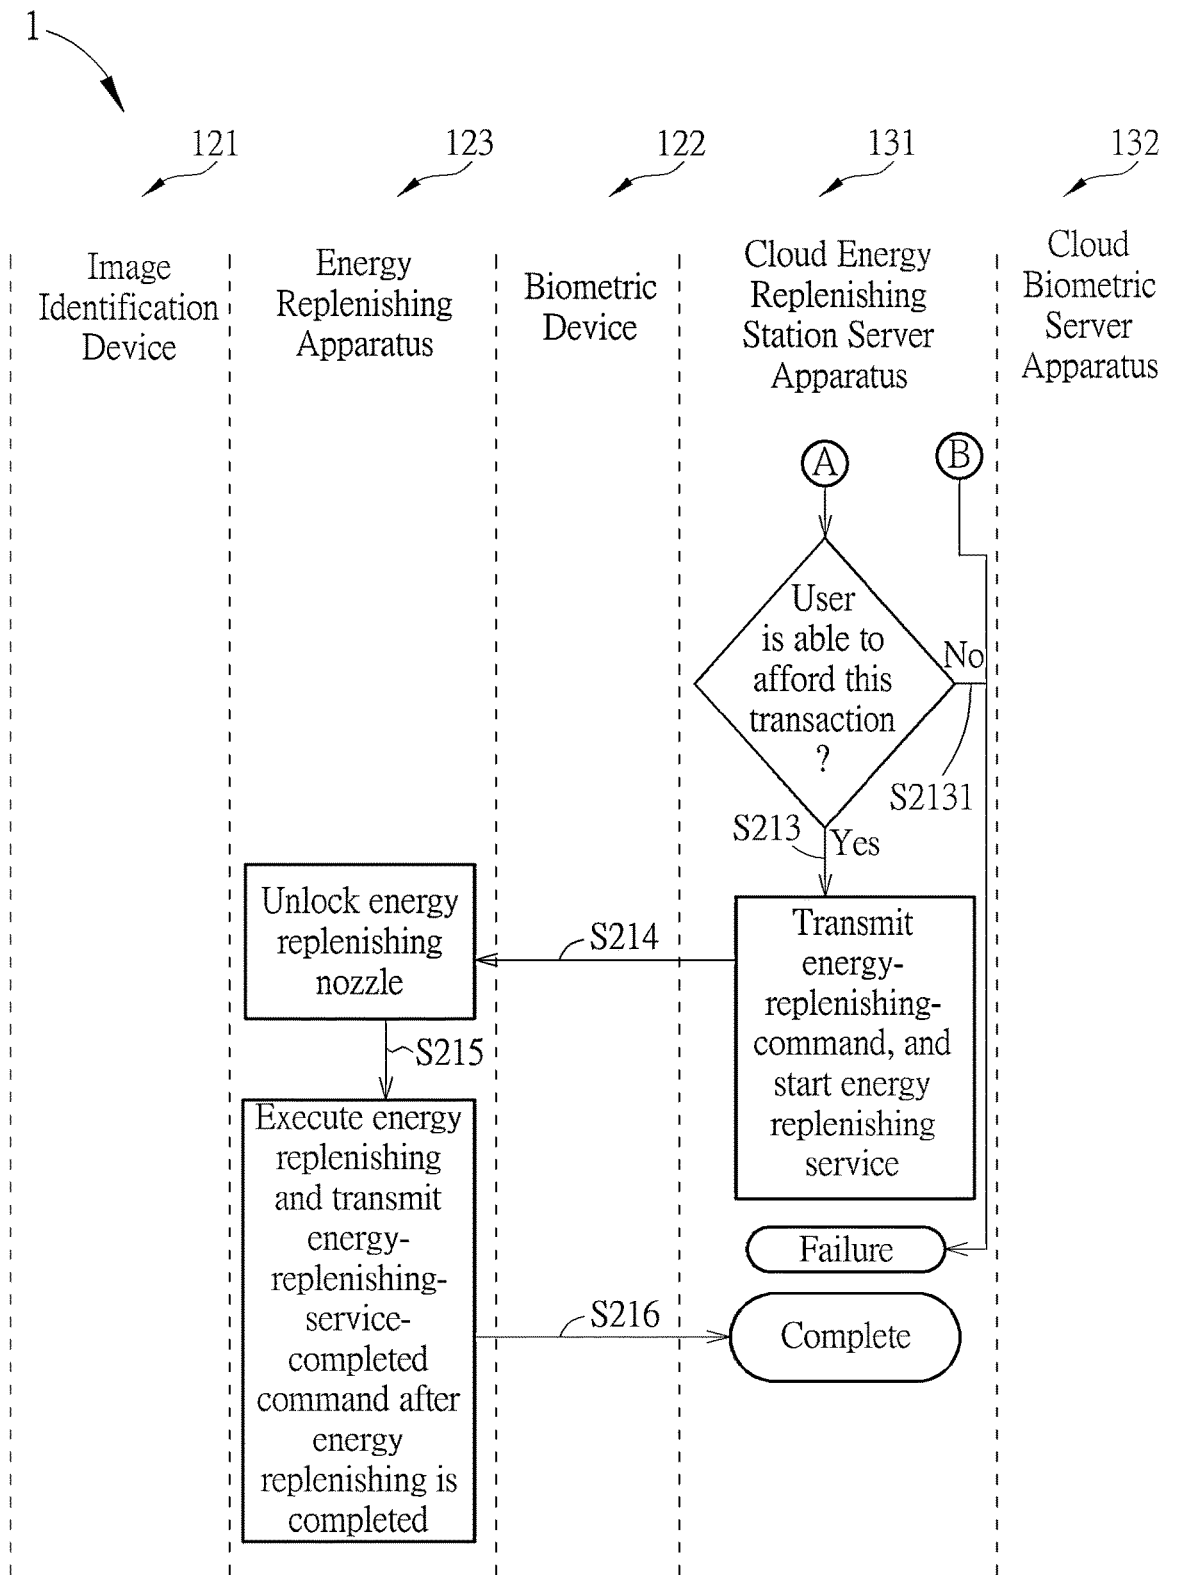 1
121
123
122
131
132
Image
Identification
Device
Energy
Replenishing
Apparatus
Biometric
Device
Cloud Energy
Replenishing
Station Server
Apparatus
Cloud
Biometric
Server
Apparatus
A
B
User
is able to
afford this
transaction
?
No
S2131
S213
Yes
Transmit
energy-
replenishing-
command, and
start energy
replenishing
service
S214
Unlock energy
replenishing
nozzle
S215
Execute energy
replenishing
and transmit
energy-
replenishing-
service-
completed
command after
energy
replenishing is
completed
Failure
S216
Complete